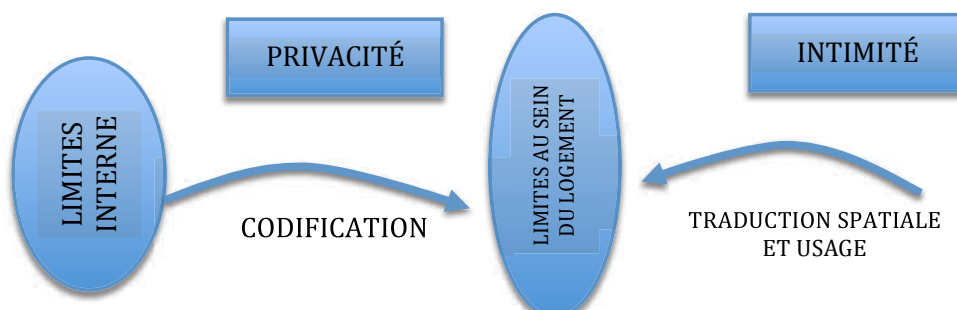 PRIVACITÉ
INTIMITÉ
LIMITES
INTERNE
LIMITES AU SEIN
DU LOGEMENT
CODIFICATION
TRADUCTION SPATIALE
ET USAGE